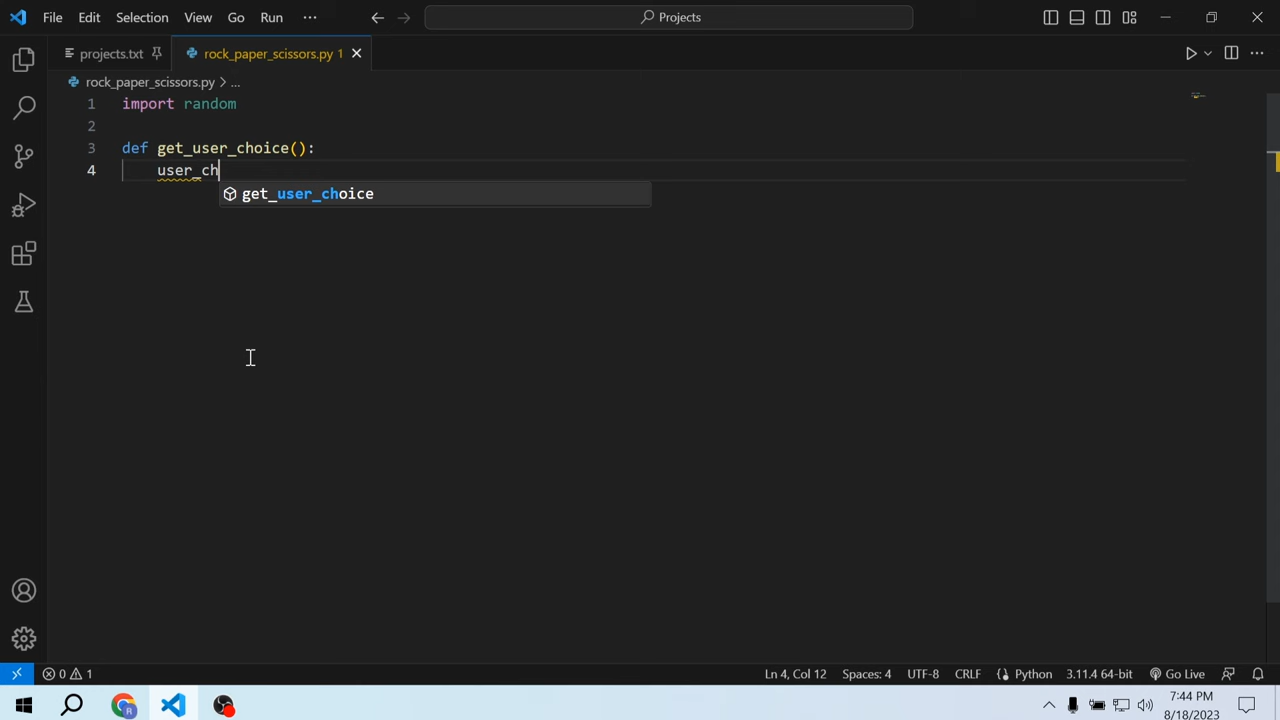 File Edit Selection View Go Run ··· Projects
projects.txt rock_paper_scissors.py 1
rock_paper_scissors.py > ...
1 import random
2
3 def get_user_choice():
4 user_ch
get_user_choice
0 1 Ln 4, Col 12 Spaces: 4 UTF-8 CRLF Python 3.11.4 64-bit Go Live
7:44 PM
8/18/2023